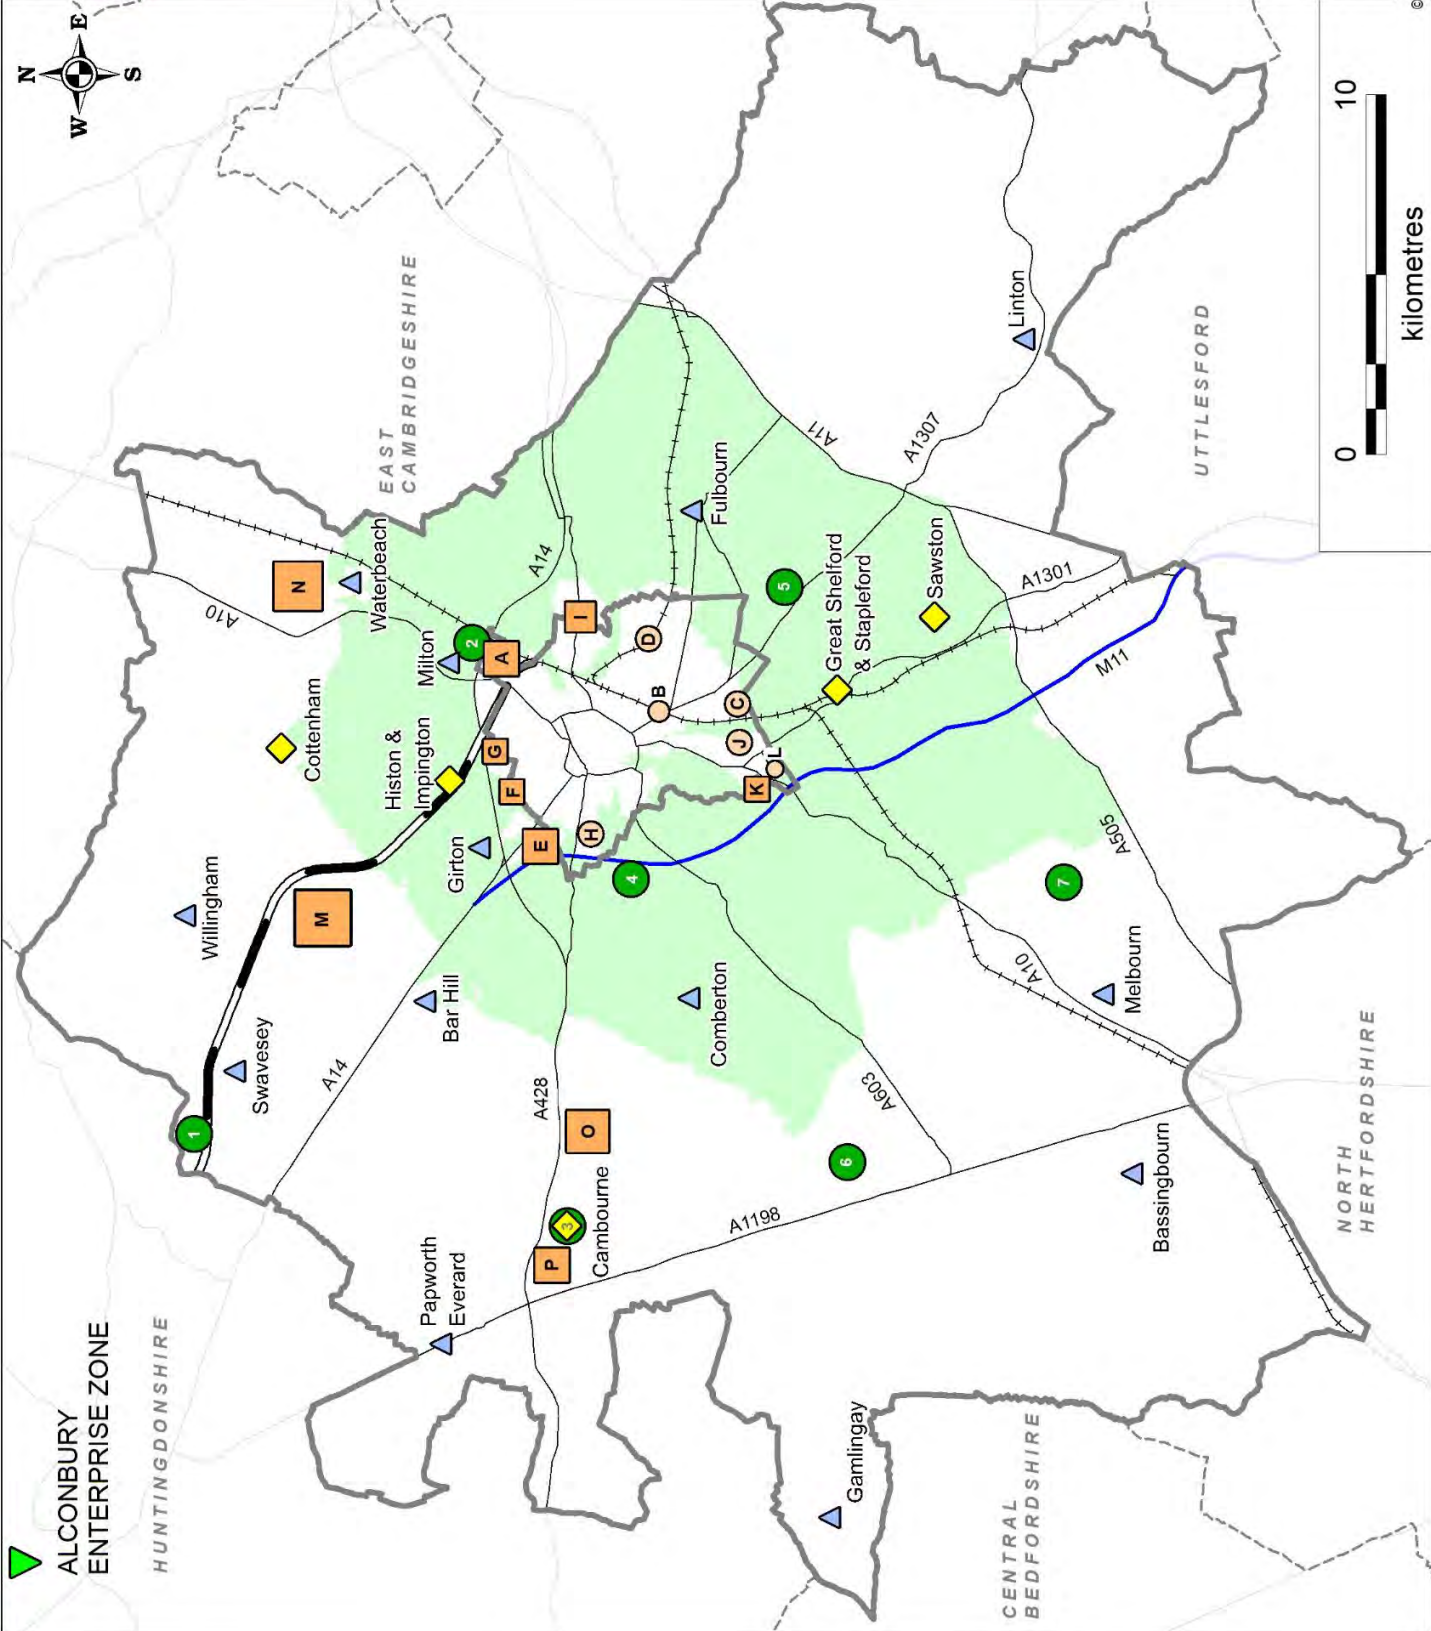 ALCONBURY
ENTERPRISE ZONE
N
W
E
S
HUNTINGDONSHIRE
1
Swavesey
Willingham
M
Cottenham
N
A10
Waterbeach
EAST
CAMBRIDGESHIRE
A14
Bar Hill
Histon &
Impington
Milton
Papworth
Everard
Girton
2
A
G
F
E
A14
A428
P
3
Cambourne
O
H
I
4
D
B
Comberton
Fulbourn
A1198
C
J
K
L
5
A11
Gamlingay
6
A603
Great Shelford
& Stapleford
A1307
Sawston
CENTRAL
BEDFORDSHIRE
A10
Linton
A1301
7
M11
A505
Melbourn
Bassingbourn
UTTLESFORD
NORTH
HERTFORDSHIRE
0
10
kilometres
©